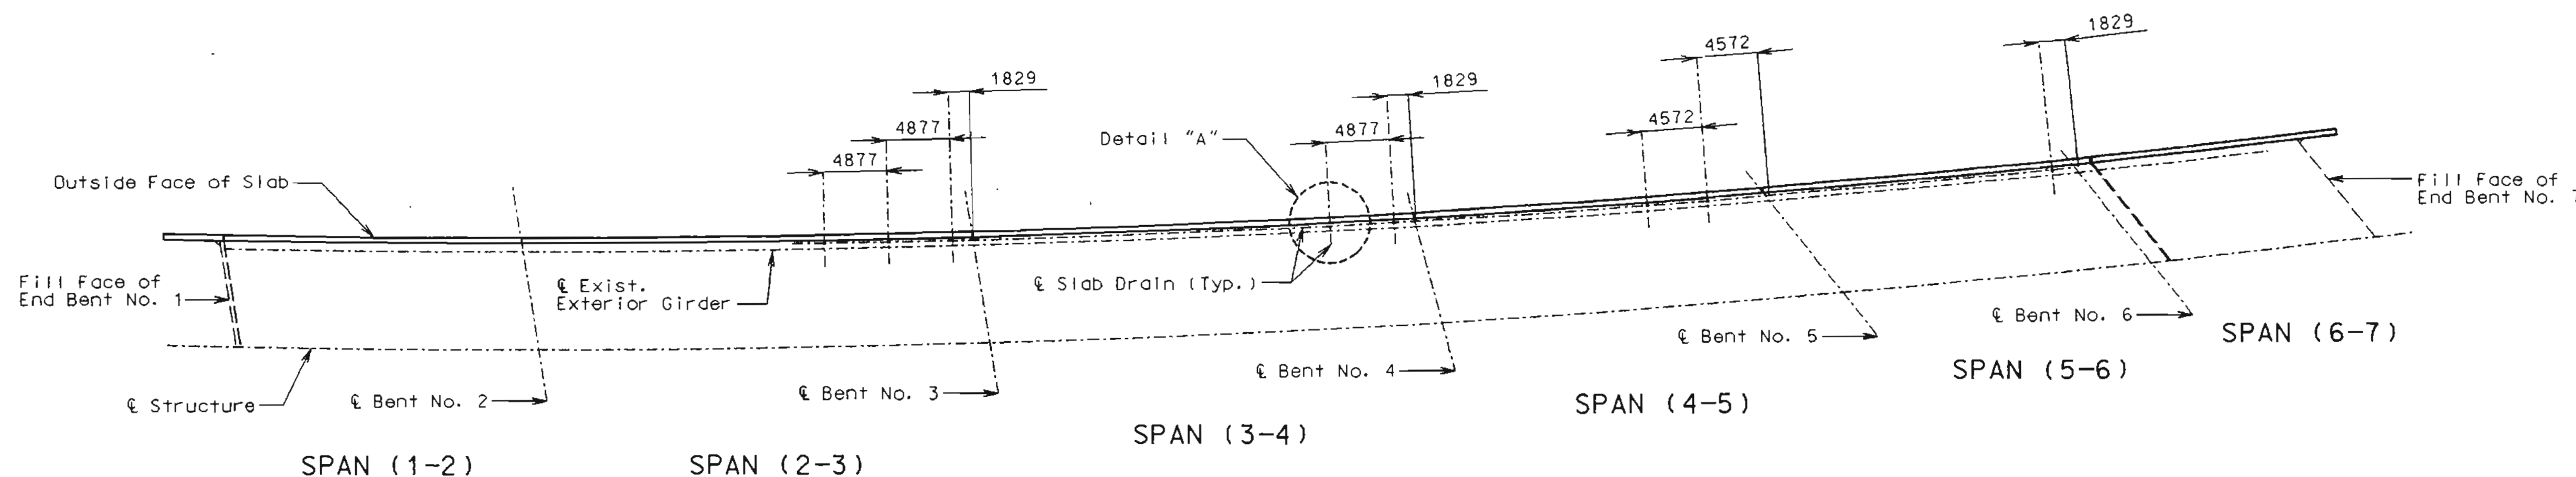 1829
4572
1829
1829
4877
4877
4572
4877
Detail "A"
Outside Face of Slab
Fill Face of
End Bent No. 1
℄ Exist.
Exterior Girder
℄ Slab Drain (Typ.)
Fill Face of
End Bent No.
℄ Structure
℄ Bent No. 2
℄ Bent No. 3
℄ Bent No. 4
℄ Bent No. 5
℄ Bent No. 6
SPAN (1-2)
SPAN (2-3)
SPAN (3-4)
SPAN (4-5)
SPAN (5-6)
SPAN (6-7)